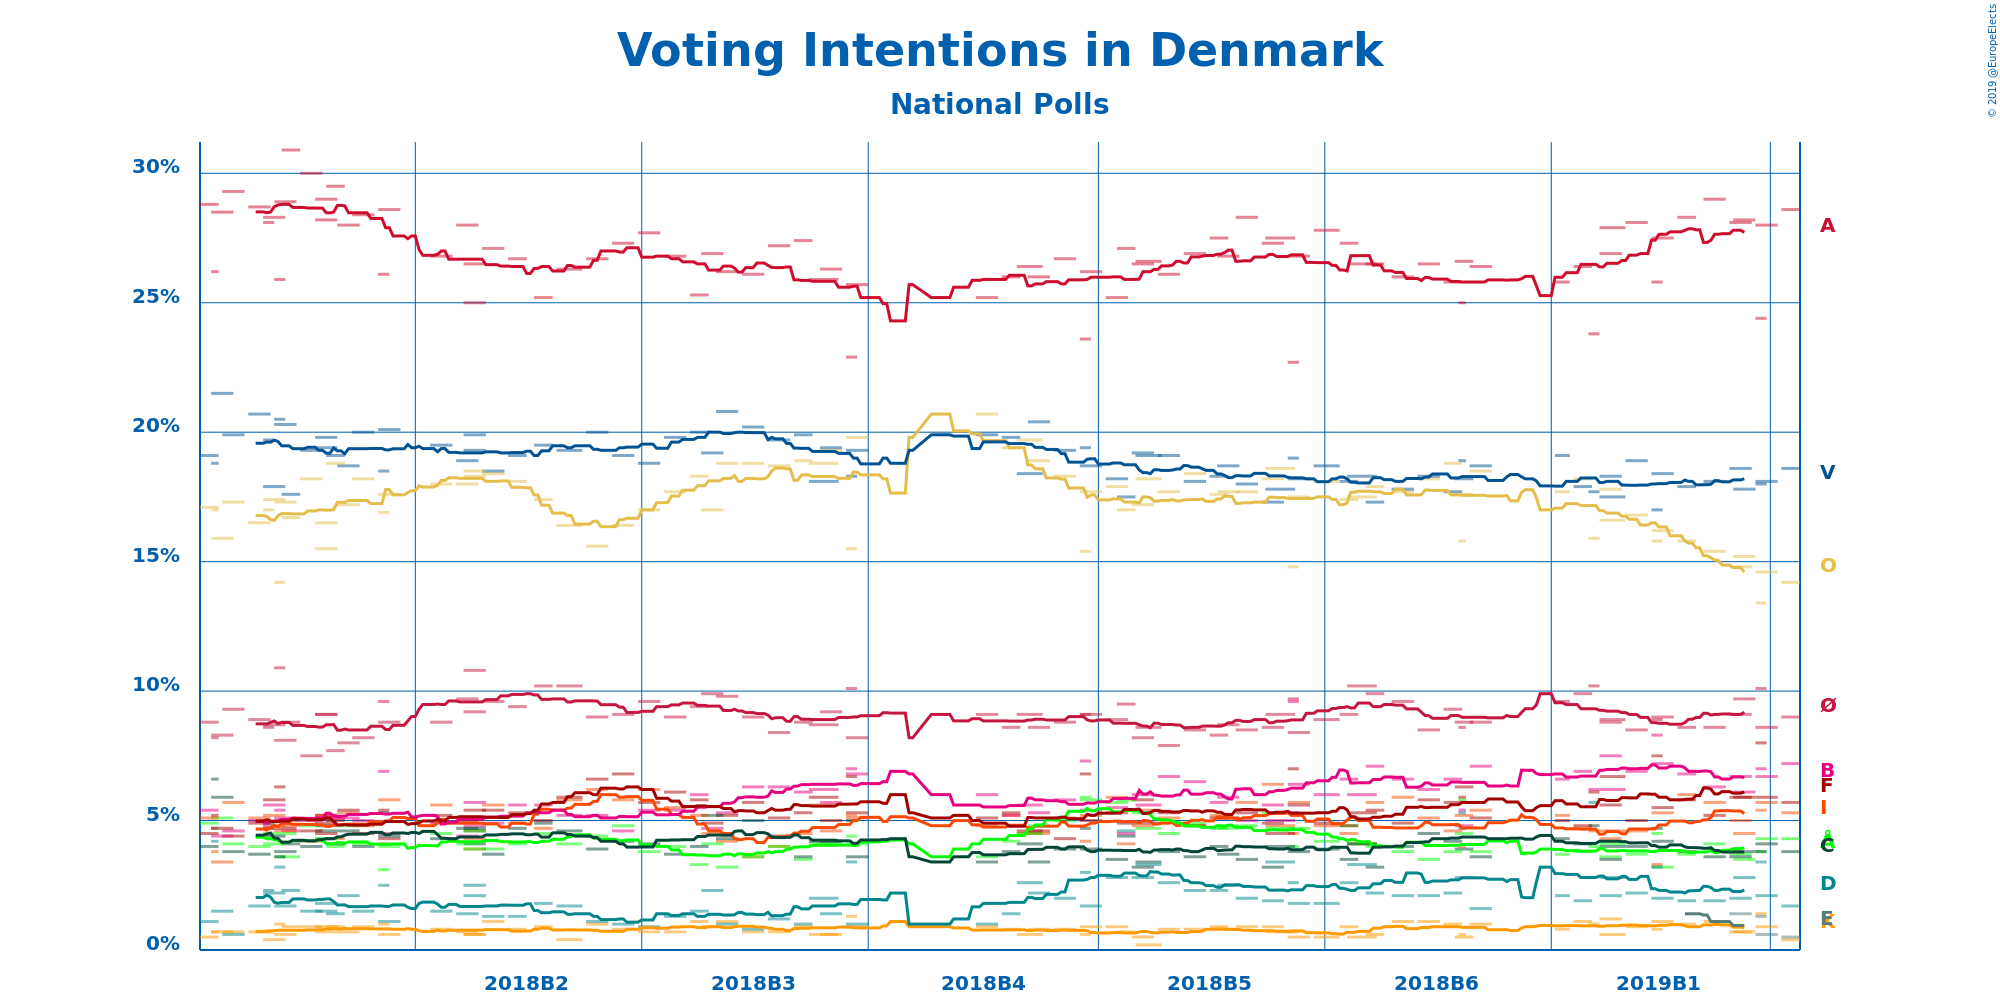 Voting Intentions in Denmark
National Polls
© 2019 @EuropeElects
30%
25%
20%
15%
10%
5%
0%
A
V
O
Ø
B
F
I
Å
C
D
E
K
2018B2
2018B3
2018B4
2018B5
2018B6
2019B1